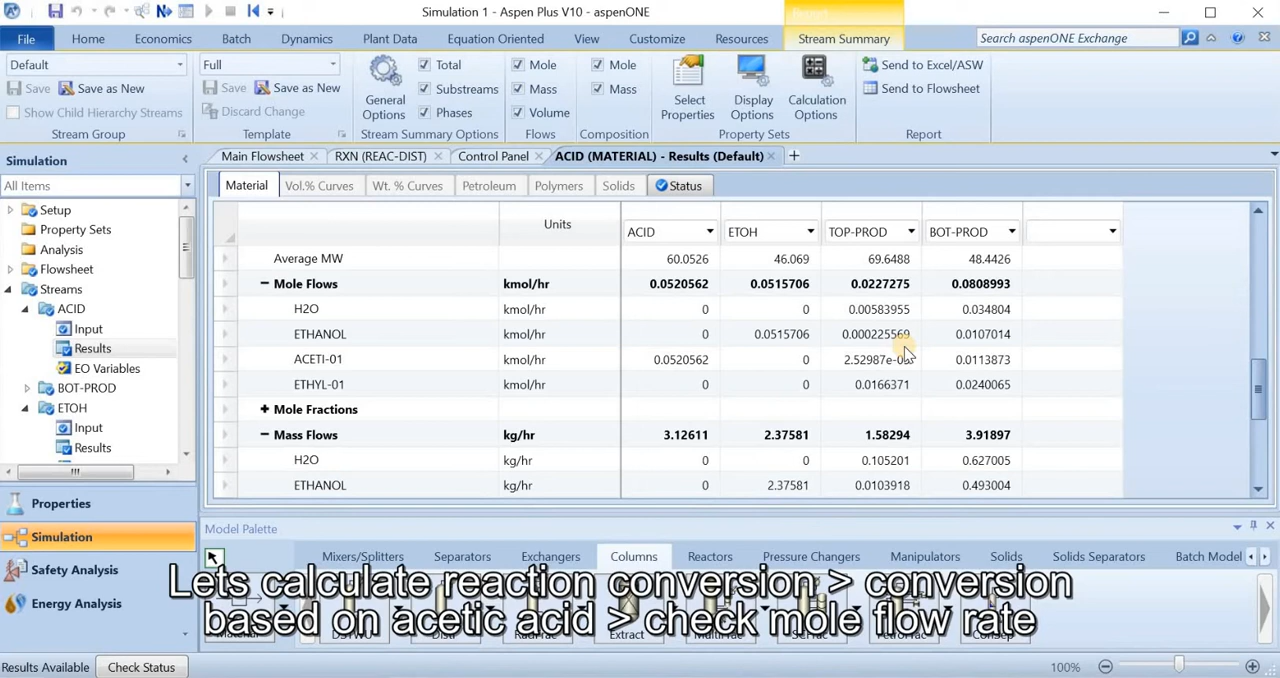 Simulation 1 - Aspen Plus V10 - aspenONE
File Home Economics Batch Dynamics Plant Data Equation Oriented View Customize Resources Stream Summary Search aspenONE Exchange
Default Full Total Mole Mole Send to Excel/ASW
Save Save as New Save Save as New Substreams Mass Mass Send to Flowsheet
Show Child Hierarchy Streams Discard Change General Options Phases Volume Select Properties Display Options Calculation Options
Stream Group Template Stream Summary Options Flows Composition Property Sets Report
Simulation Main Flowsheet RXN (REAC-DIST) Control Panel ACID (MATERIAL) - Results (Default)
All Items Material Vol.% Curves Wt. % Curves Petroleum Polymers Solids Status
Setup
Property Sets
Analysis
Flowsheet
Streams
ACID
Input
Results
EO Variables
BOT-PROD
ETOH
Input
Results
Units ACID ETOH TOP-PROD BOT-PROD
Average MW 60.0526 46.069 69.6488 48.4426
Mole Flows kmol/hr 0.0520562 0.0515706 0.0227275 0.0808993
H2O kmol/hr 0 0 0.00583955 0.034804
ETHANOL kmol/hr 0 0.0515706 0.000225569 0.0107014
ACETI-01 kmol/hr 0.0520562 0 0.0113873
ETHYL-01 kmol/hr 0 0 0.0166371 0.0240065
Mole Fractions
Mass Flows kg/hr 3.12611 2.37581 1.58294 3.91897
H2O kg/hr 0 0 0.105201 0.627005
ETHANOL kg/hr 0 2.37581 0.0103918 0.493004
Properties
Simulation
Safety Analysis
Energy Analysis
Model Palette
Mixers/Splitters Separators Exchangers Columns Reactors Pressure Changers Manipulators Solids Solids Separators Batch Model
Lets calculate reaction conversion > conversion
based on acetic acid > check mole flow rate
Extract
Results Available Check Status 100%